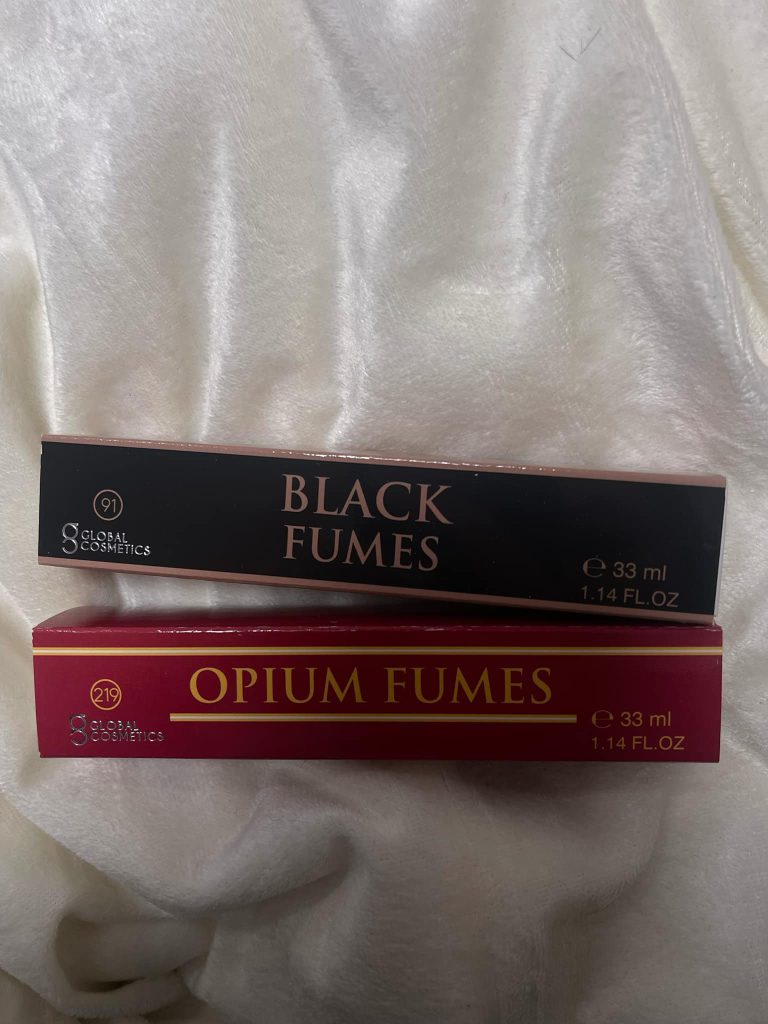 91
GLOBAL
COSMETICS
BLACK
FUMES
e 33 ml
1.14 FL.OZ
219
GLOBAL
COSMETICS
OPIUM FUMES
e 33 ml
1.14 FL.OZ